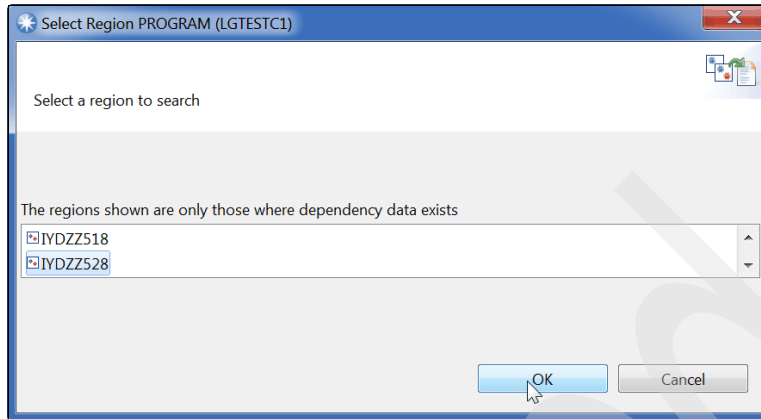 Select Region PROGRAM (LGTESTC1)
Select a region to search
The regions shown are only those where dependency data exists
IYDZZ518
IYDZZ528
OK
Cancel